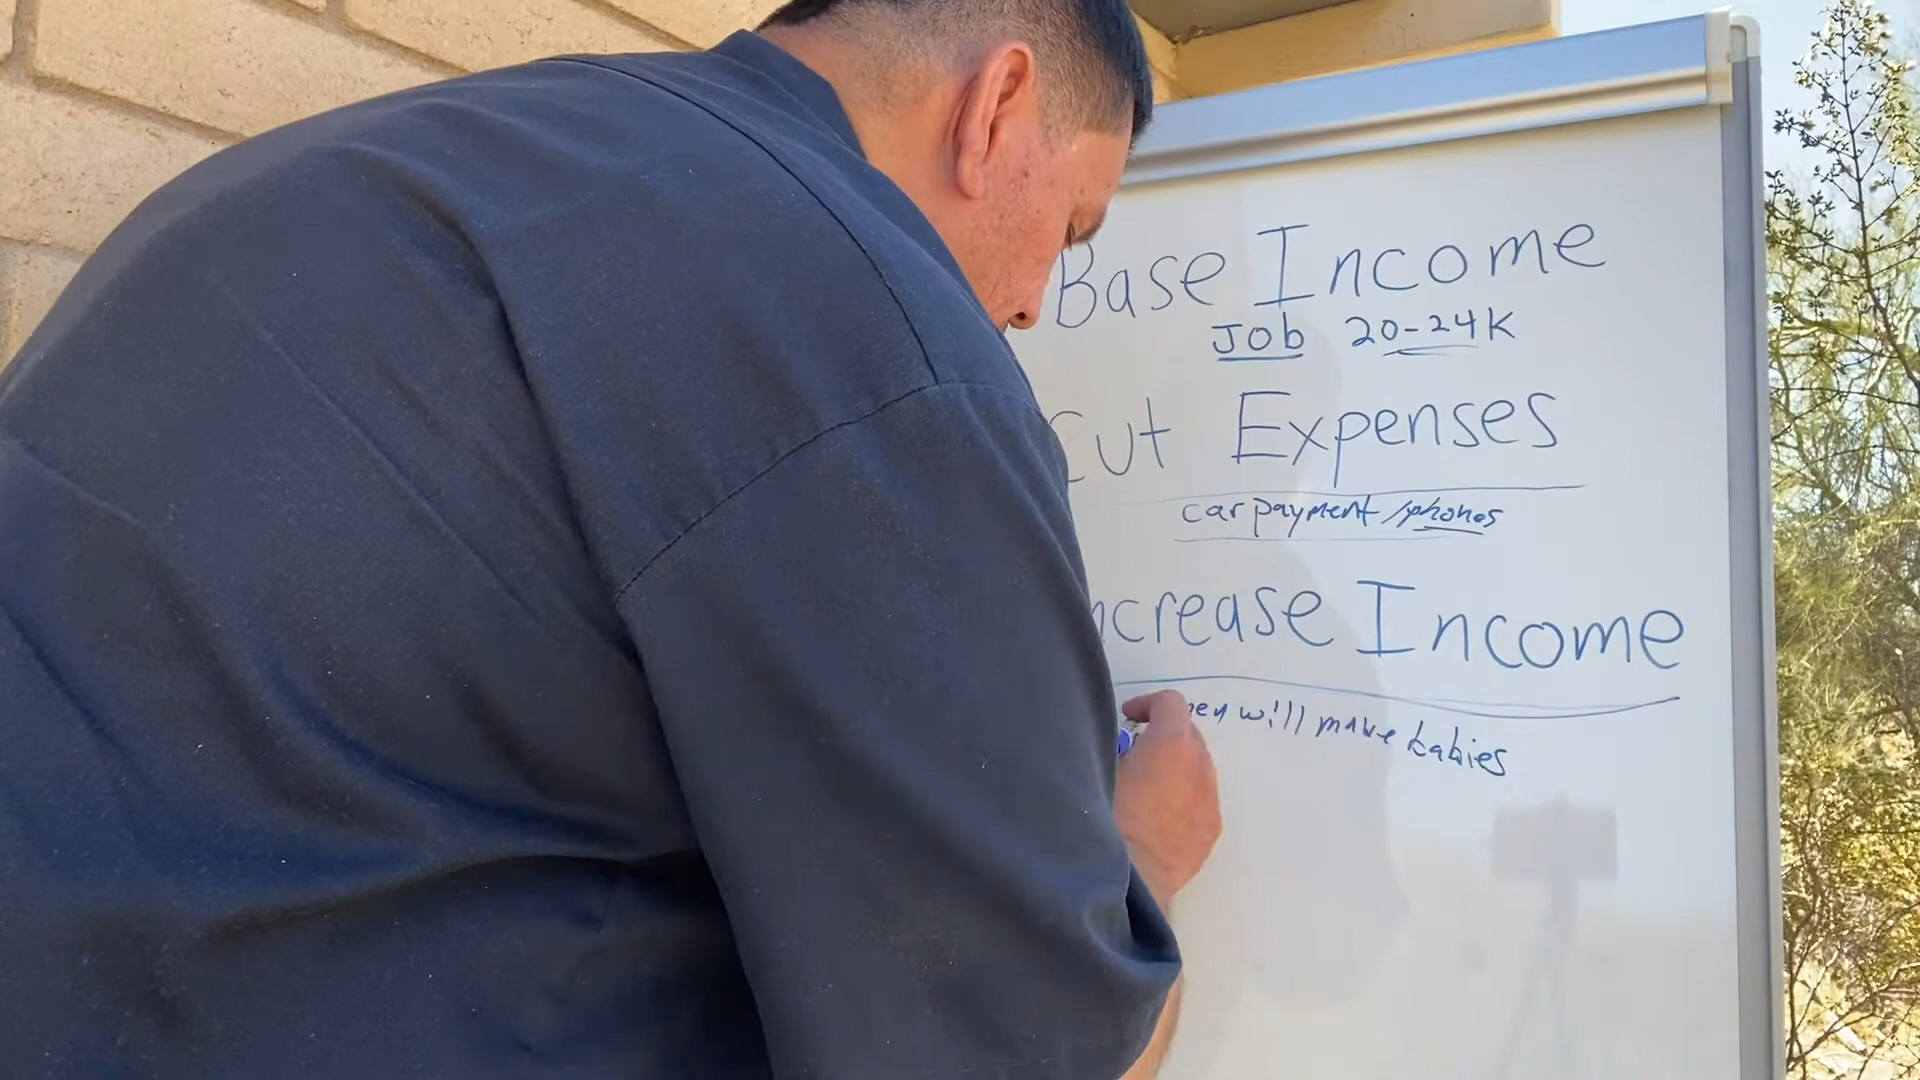 Base Income
Job 20-24K
Cut Expenses
car payment / phones
ncrease Income
will make babies